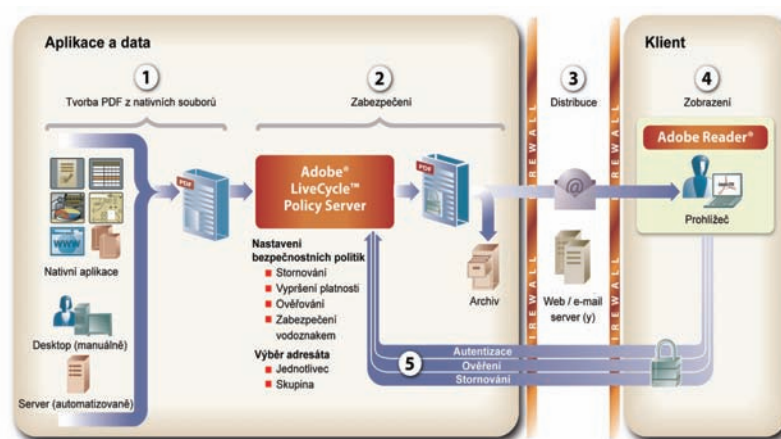 Aplikace a data
1
Tvorba PDF z nativních souborů
WWW
Nativní aplikace
Desktop (manuálně)
Server (automatizovaně)
PDF
2
Zabezpečení
Adobe®
LiveCycle™
Policy Server
PDF
Nastavení
bezpečnostních politik
Stornování
Vypršení platnosti
Ověřování
Zabezpečení
vodoznakem
Výběr adresáta
Jednotlivec
Skupina
Archiv
FIREWALL
3
Distribuce
@
Web / e-mail
server (y)
FIREWALL
Klient
4
Zobrazení
Adobe Reader®
Prohlížeč
5
Autentizace
Ověření
Stornování